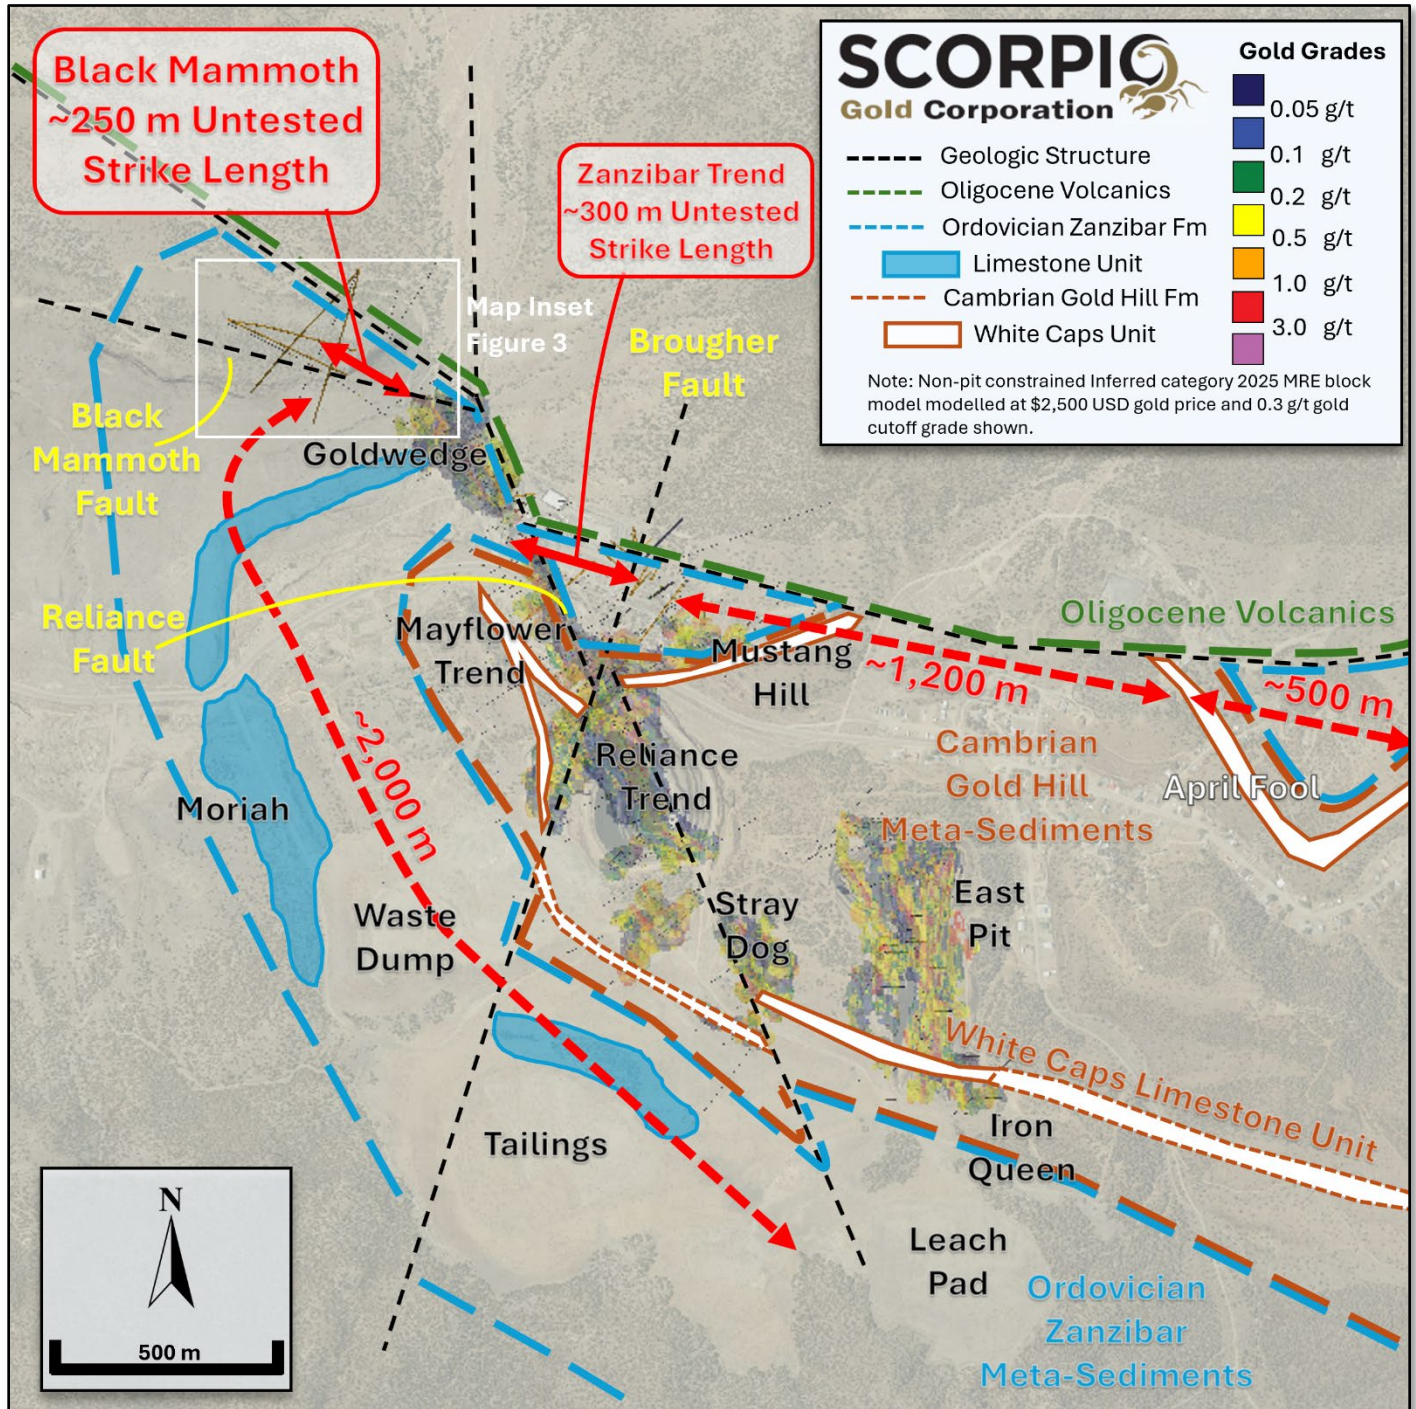 Black Mammoth
~250 m Untested
Strike Length
Zanzibar Trend
~300 m Untested
Strike Length
SCORPIO
Gold Corporation
Geologic Structure
Oligocene Volcanics
Ordovician Zanzibar Fm
Limestone Unit
Cambrian Gold Hill Fm
White Caps Unit
Gold Grades
0.05 g/t
0.1 g/t
0.2 g/t
0.5 g/t
1.0 g/t
3.0 g/t
Note: Non-pit constrained Inferred category 2025 MRE block
model modelled at $2,500 USD gold price and 0.3 g/t gold
cutoff grade shown.
Map Inset
Figure 3
Brougher
Fault
Black
Mammoth
Fault
Goldwedge
Reliance
Fault
Mayflower
Trend
Mustang
Hill
Oligocene Volcanics
~1,200 m
~500 m
~2,000 m
Reliance
Trend
Cambrian
Gold Hill
Meta-Sediments
April Fool
Moriah
Waste
Dump
Stray
Dog
East
Pit
White Caps Limestone Unit
Tailings
Iron
Queen
Leach
Pad
Ordovician
Zanzibar
Meta-Sediments
N
500 m